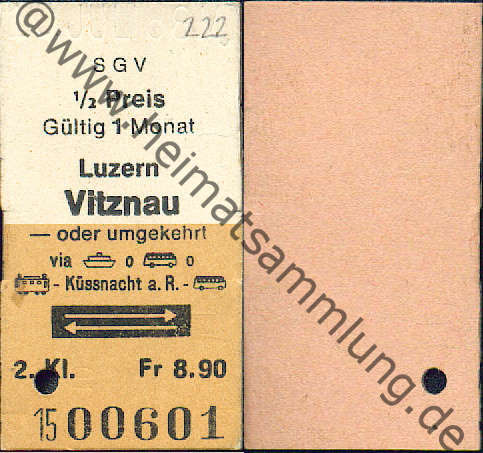 222
SGV
1/2 Preis
Gültig 1 Monat
Luzern
Vitznau
— oder umgekehrt
via o o
- Küssnacht a. R. -
2. Kl. Fr 8.90
15 00601
@www.heimatsammlung.de